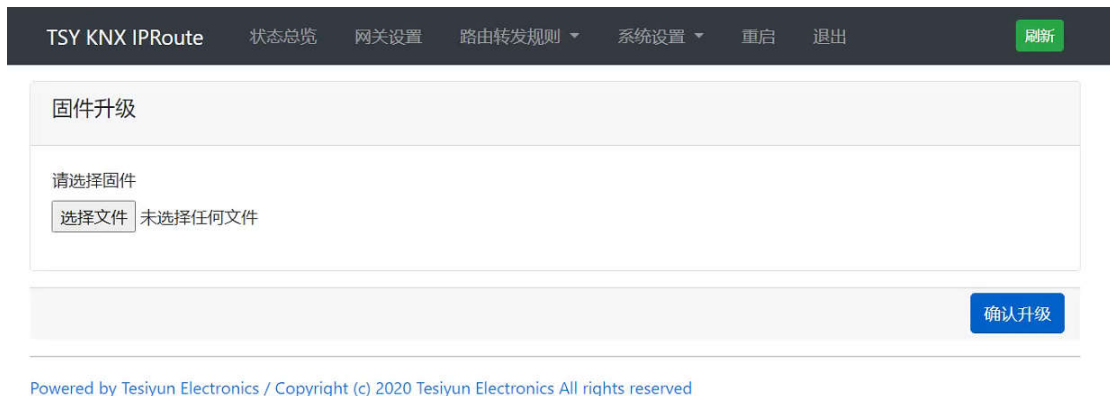 TSY KNX IPRoute 状态总览 网关设置 路由转发规则 系统设置 重启 退出 刷新
固件升级
请选择固件
选择文件 未选择任何文件
确认升级
Powered by Tesiyun Electronics / Copyright (c) 2020 Tesiyun Electronics All rights reserved